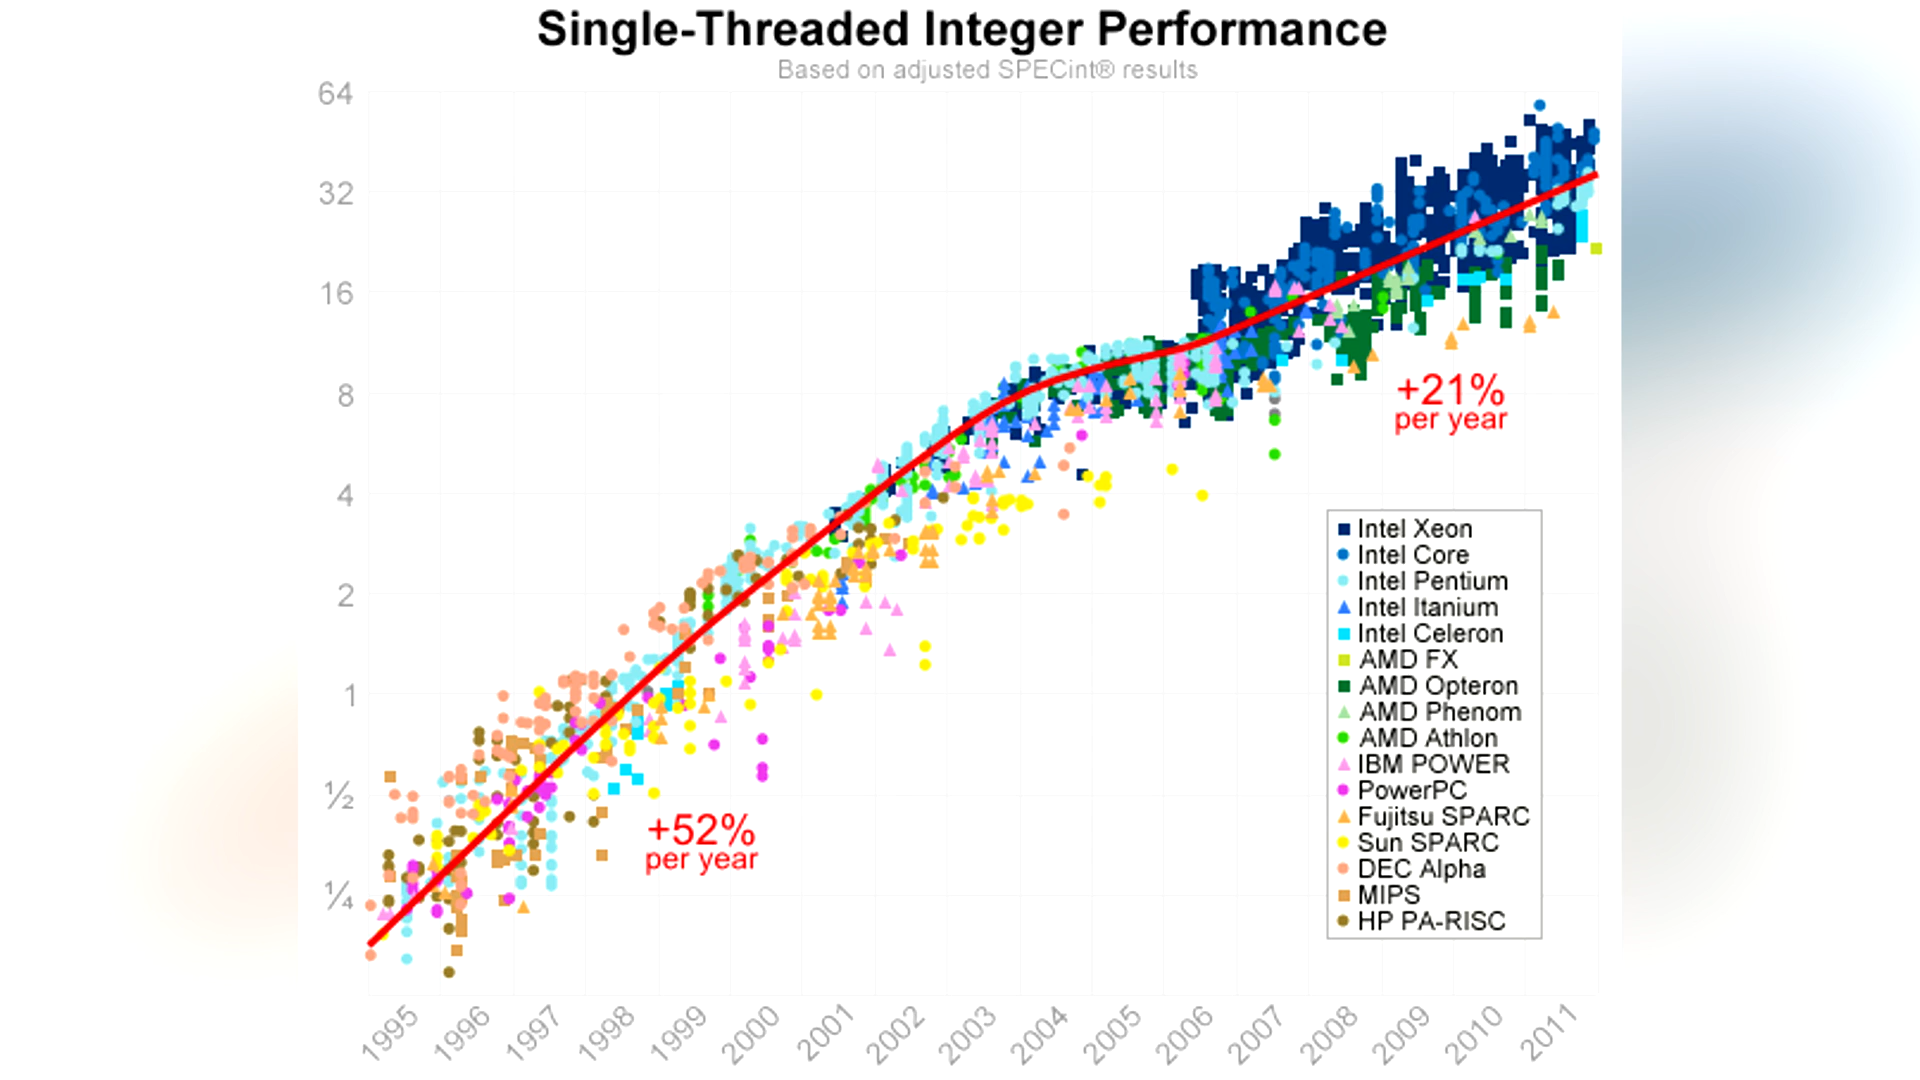 Single-Threaded Integer Performance
Based on adjusted SPECint® results
64
32
16
8
4
2
1
½
¼
+21%
per year
+52%
per year
Intel Xeon
Intel Core
Intel Pentium
Intel Itanium
Intel Celeron
AMD FX
AMD Opteron
AMD Phenom
AMD Athlon
IBM POWER
PowerPC
Fujitsu SPARC
Sun SPARC
DEC Alpha
MIPS
HP PA-RISC
1995 1996 1997 1998 1999 2000 2001 2002 2003 2004 2005 2006 2007 2008 2009 2010 2011